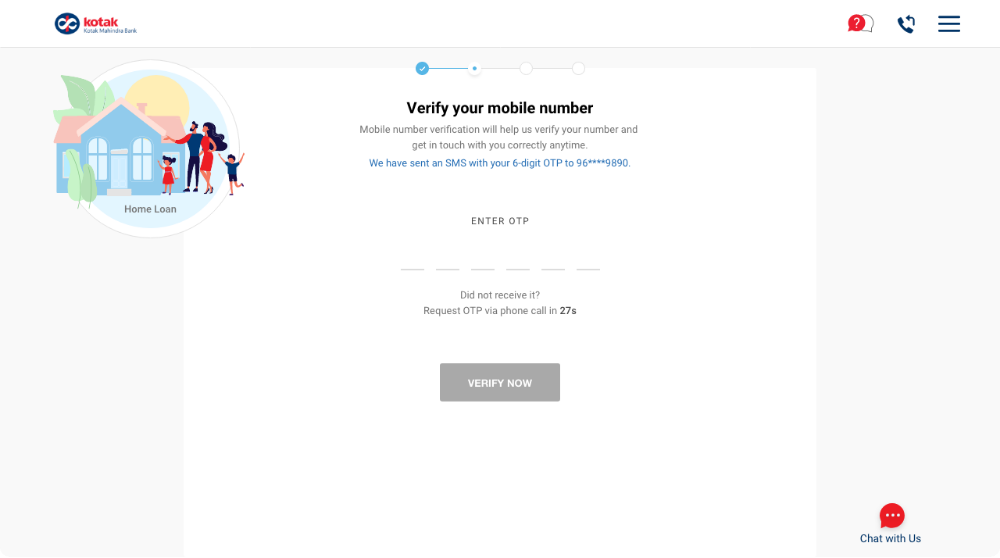 kotak
Kotak Mahindra Bank
?
Verify your mobile number
Mobile number verification will help us verify your number and
get in touch with you correctly anytime.
We have sent an SMS with your 6-digit OTP to 96****9890.
Home Loan
ENTER OTP
Did not receive it?
Request OTP via phone call in 27s
VERIFY NOW
Chat with Us